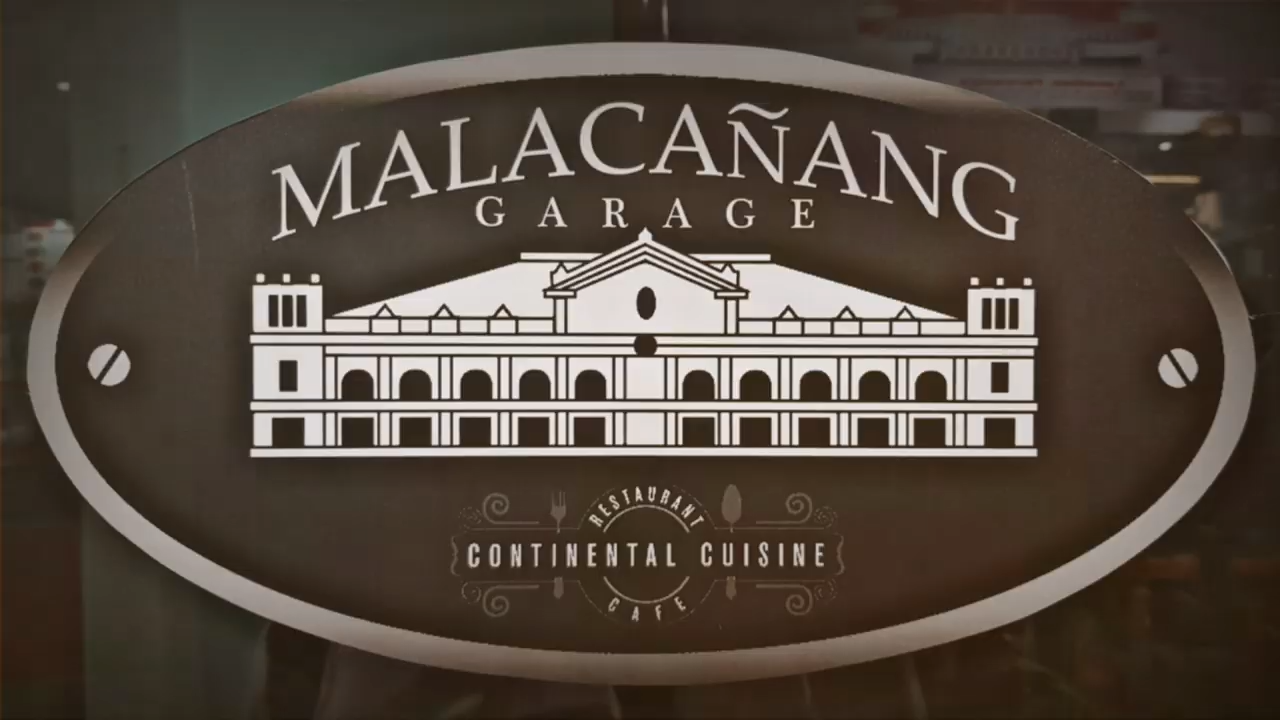 MALACAÑANG
GARAGE
RESTAURANT
CONTINENTAL CUISINE
CAFE